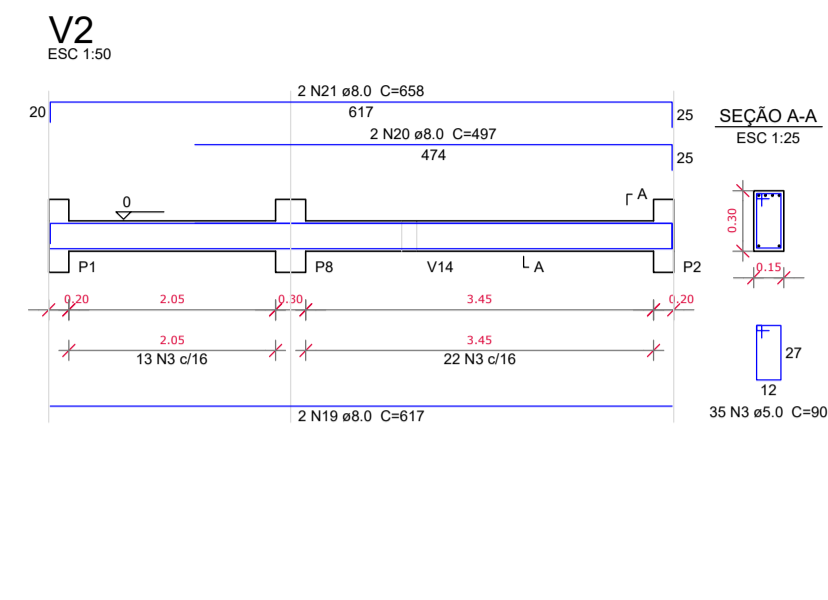 V2
ESC 1:50
2 N21 ø8.0 C=658
20
617
25
2 N20 ø8.0 C=497
474
25
SEÇÃO A-A
ESC 1:25
0
A
P1
P8
V14
A
P2
0.30
0.15
0.20
2.05
0.30
3.45
0.20
2.05
13 N3 c/16
3.45
22 N3 c/16
27
12
35 N3 ø5.0 C=90
2 N19 ø8.0 C=617